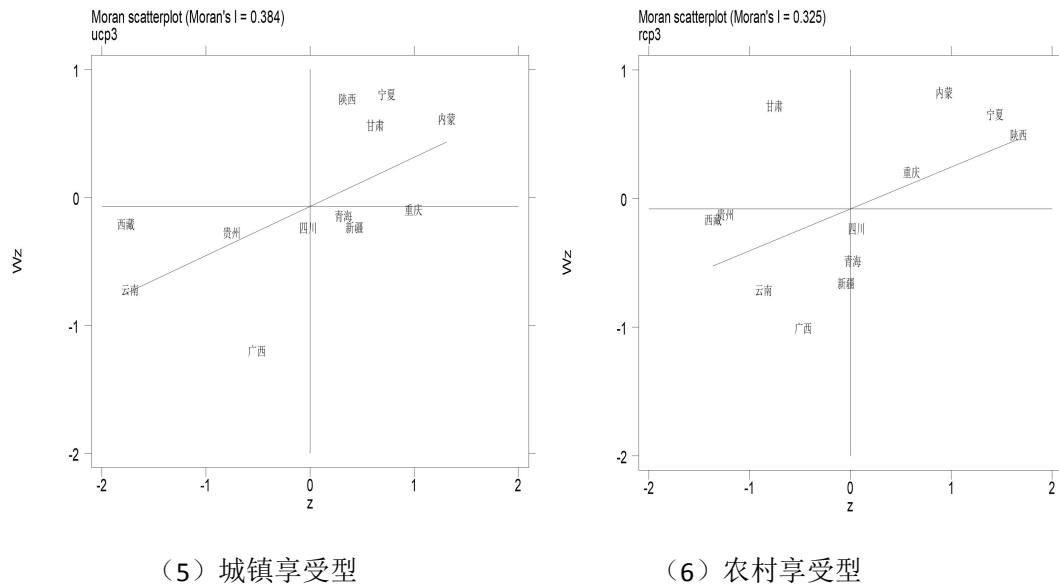 Moran scatterplot (Moran's I = 0.384)
ucp3
1
宁夏
陕西
内蒙
甘肃
0
重庆
青海
西藏
四川
新疆
贵州
云南
-1
广西
-2
Wz
-2
-1
0
1
2
z
(5)城镇享受型
Moran scatterplot (Moran's I = 0.325)
rcp3
1
内蒙
甘肃
宁夏
陕西
重庆
0
贵州
西藏
四川
青海
新疆
云南
-1
广西
-2
Wz
-2
-1
0
1
2
z
(6)农村享受型